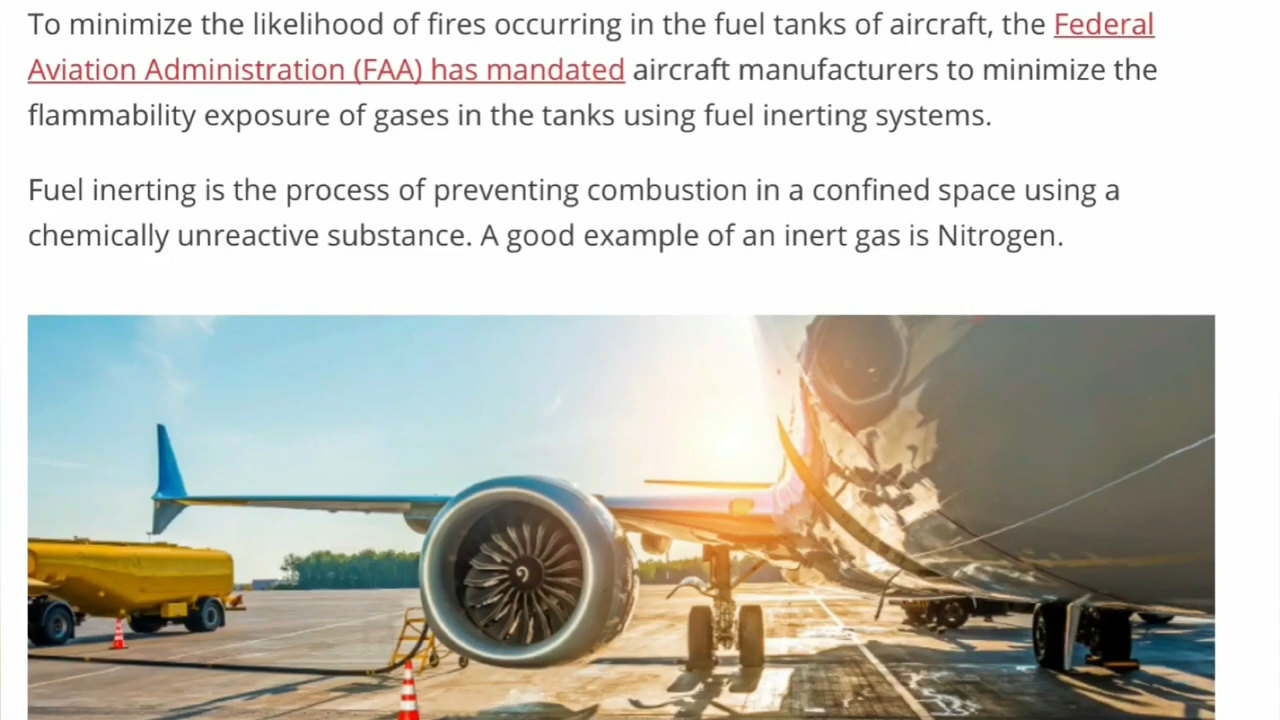 To minimize the likelihood of fires occurring in the fuel tanks of aircraft, the Federal
Aviation Administration (FAA) has mandated aircraft manufacturers to minimize the
flammability exposure of gases in the tanks using fuel inerting systems.
Fuel inerting is the process of preventing combustion in a confined space using a
chemically unreactive substance. A good example of an inert gas is Nitrogen.